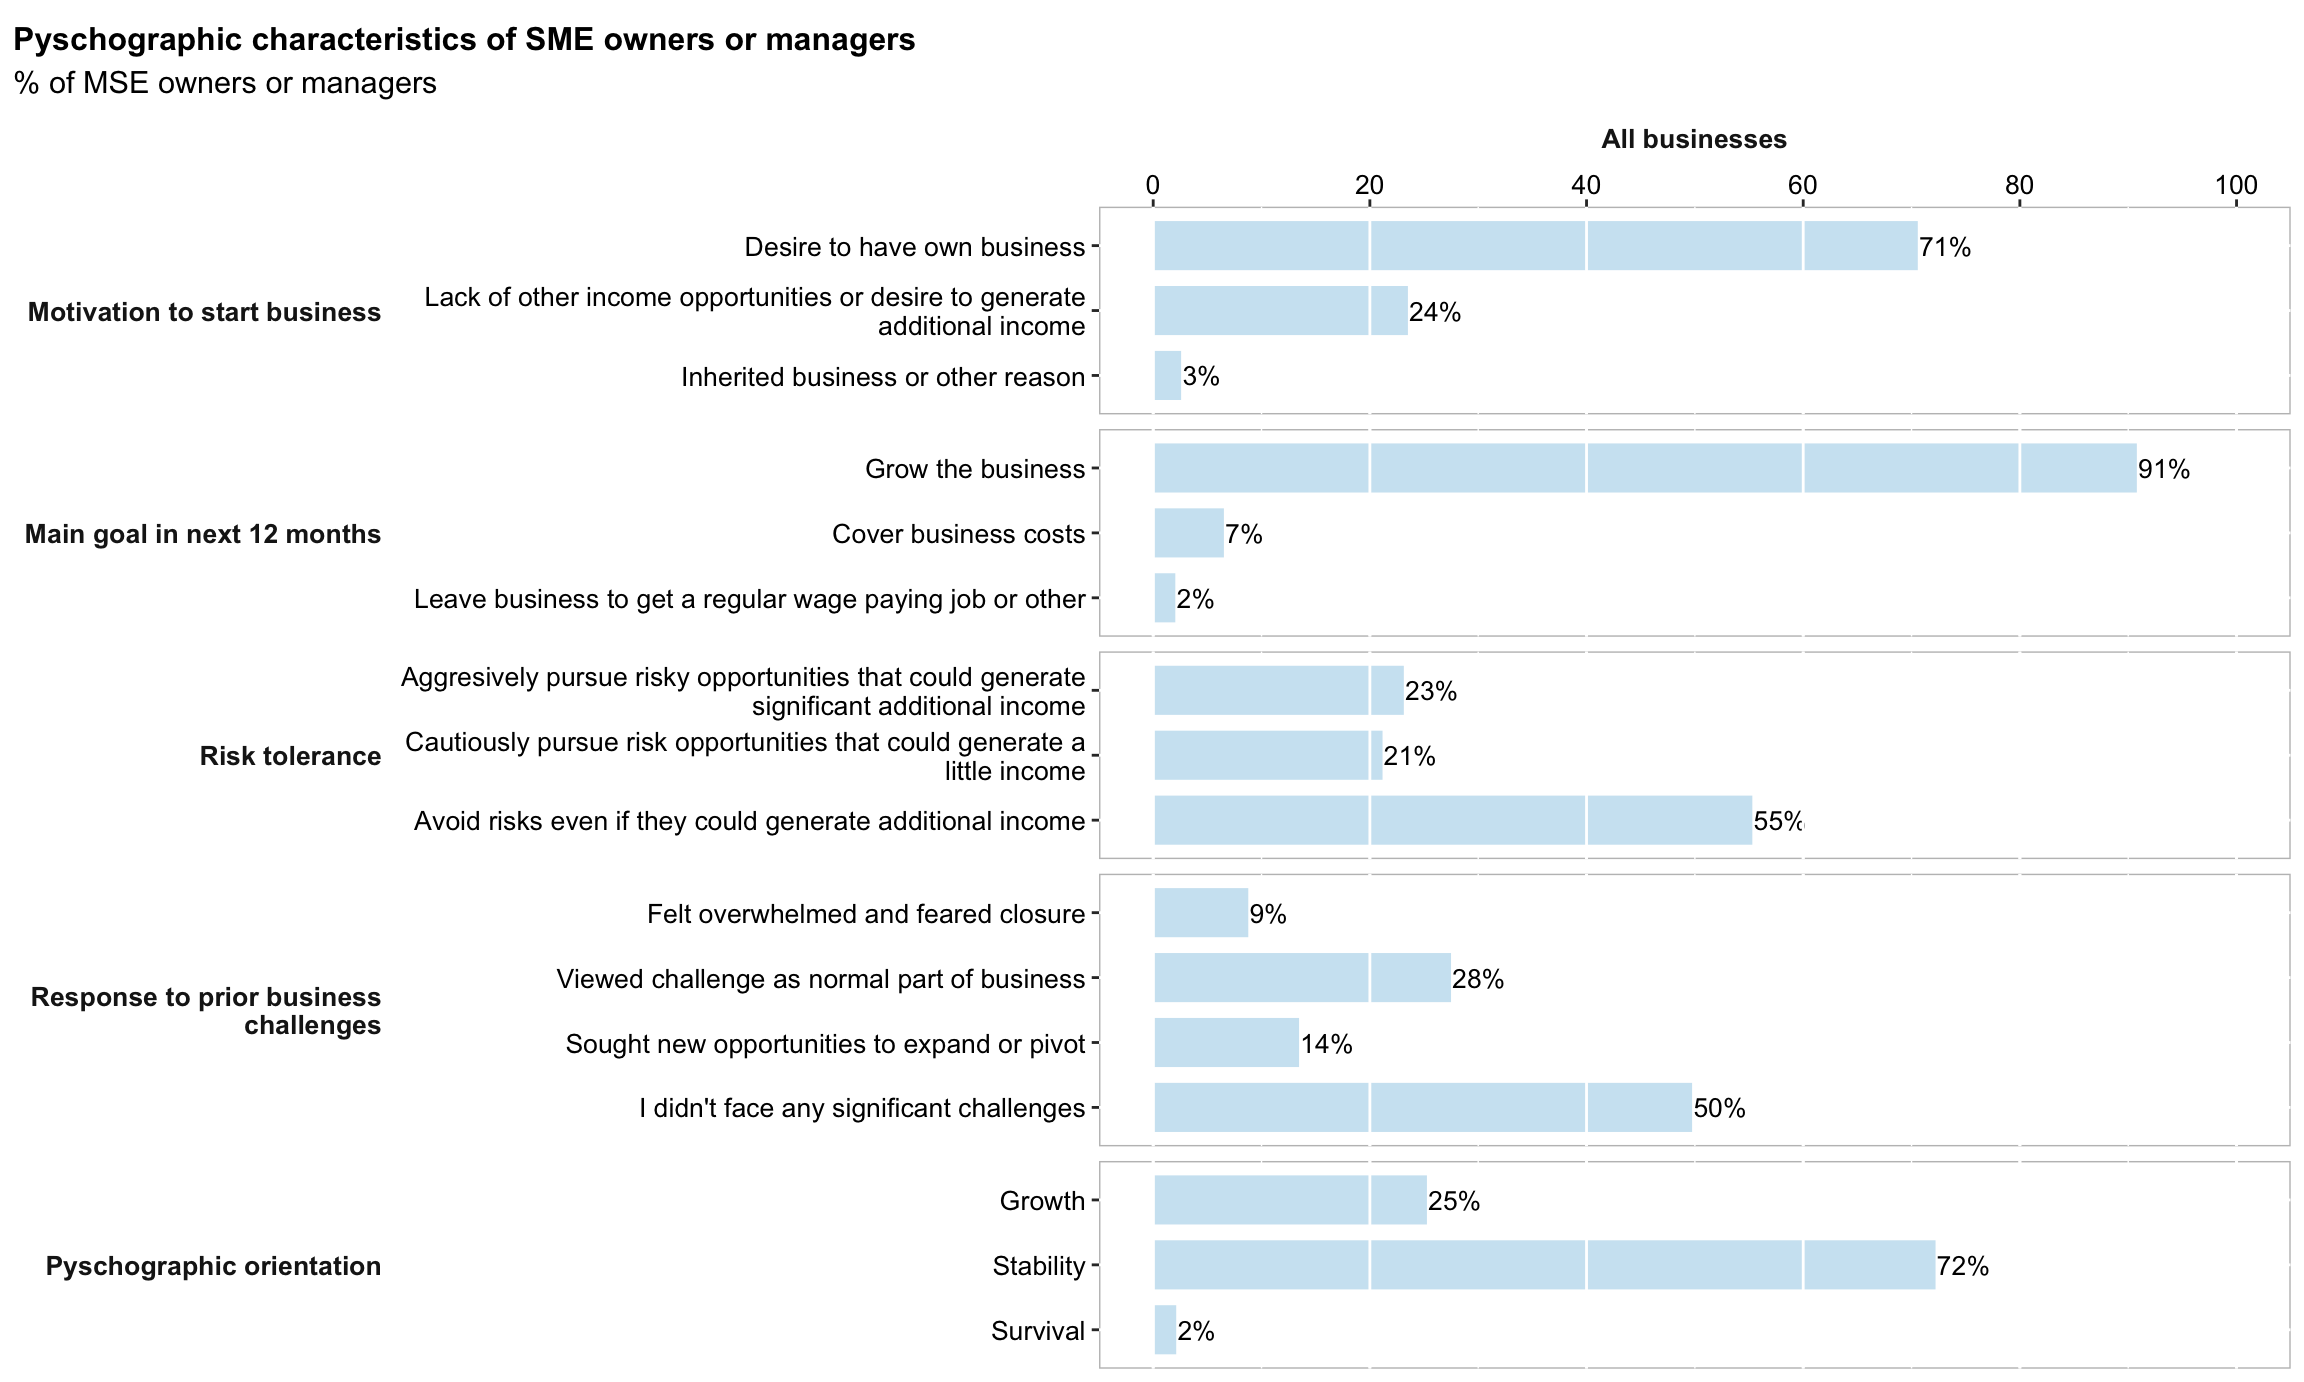 Pyschographic characteristics of SME owners or managers
% of MSE owners or managers
All businesses
0 20 40 60 80 100
Motivation to start business
Desire to have own business 71%
Lack of other income opportunities or desire to generate
additional income 24%
Inherited business or other reason 3%
Main goal in next 12 months
Grow the business 91%
Cover business costs 7%
Leave business to get a regular wage paying job or other 2%
Risk tolerance
Aggresively pursue risky opportunities that could generate
significant additional income 23%
Cautiously pursue risk opportunities that could generate a
little income 21%
Avoid risks even if they could generate additional income 55%
Response to prior business
challenges
Felt overwhelmed and feared closure 9%
Viewed challenge as normal part of business 28%
Sought new opportunities to expand or pivot 14%
I didn't face any significant challenges 50%
Pyschographic orientation
Growth 25%
Stability 72%
Survival 2%